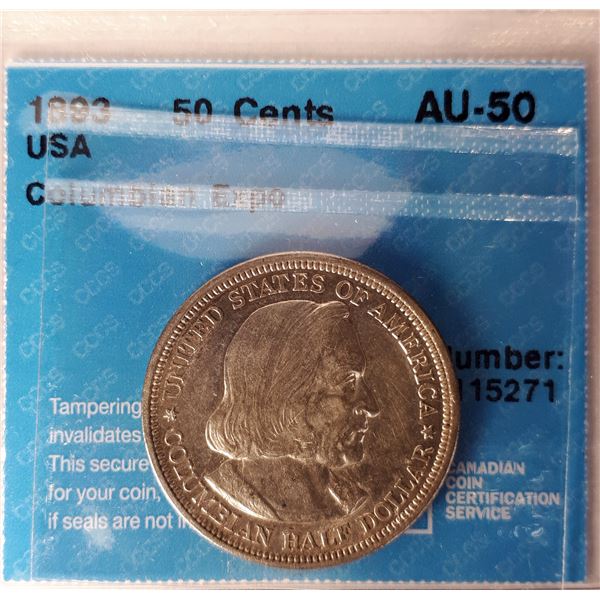 1893 50 Cents AU-50
USA
Columbian Expo
UNITED STATES OF AMERICA
COLUMBIAN HALF DOLLAR
Number:
115271
Tampering
invalidates
This secure
for your coin,
if seals are not in
CANADIAN
COIN
CERTIFICATION
SERVICE